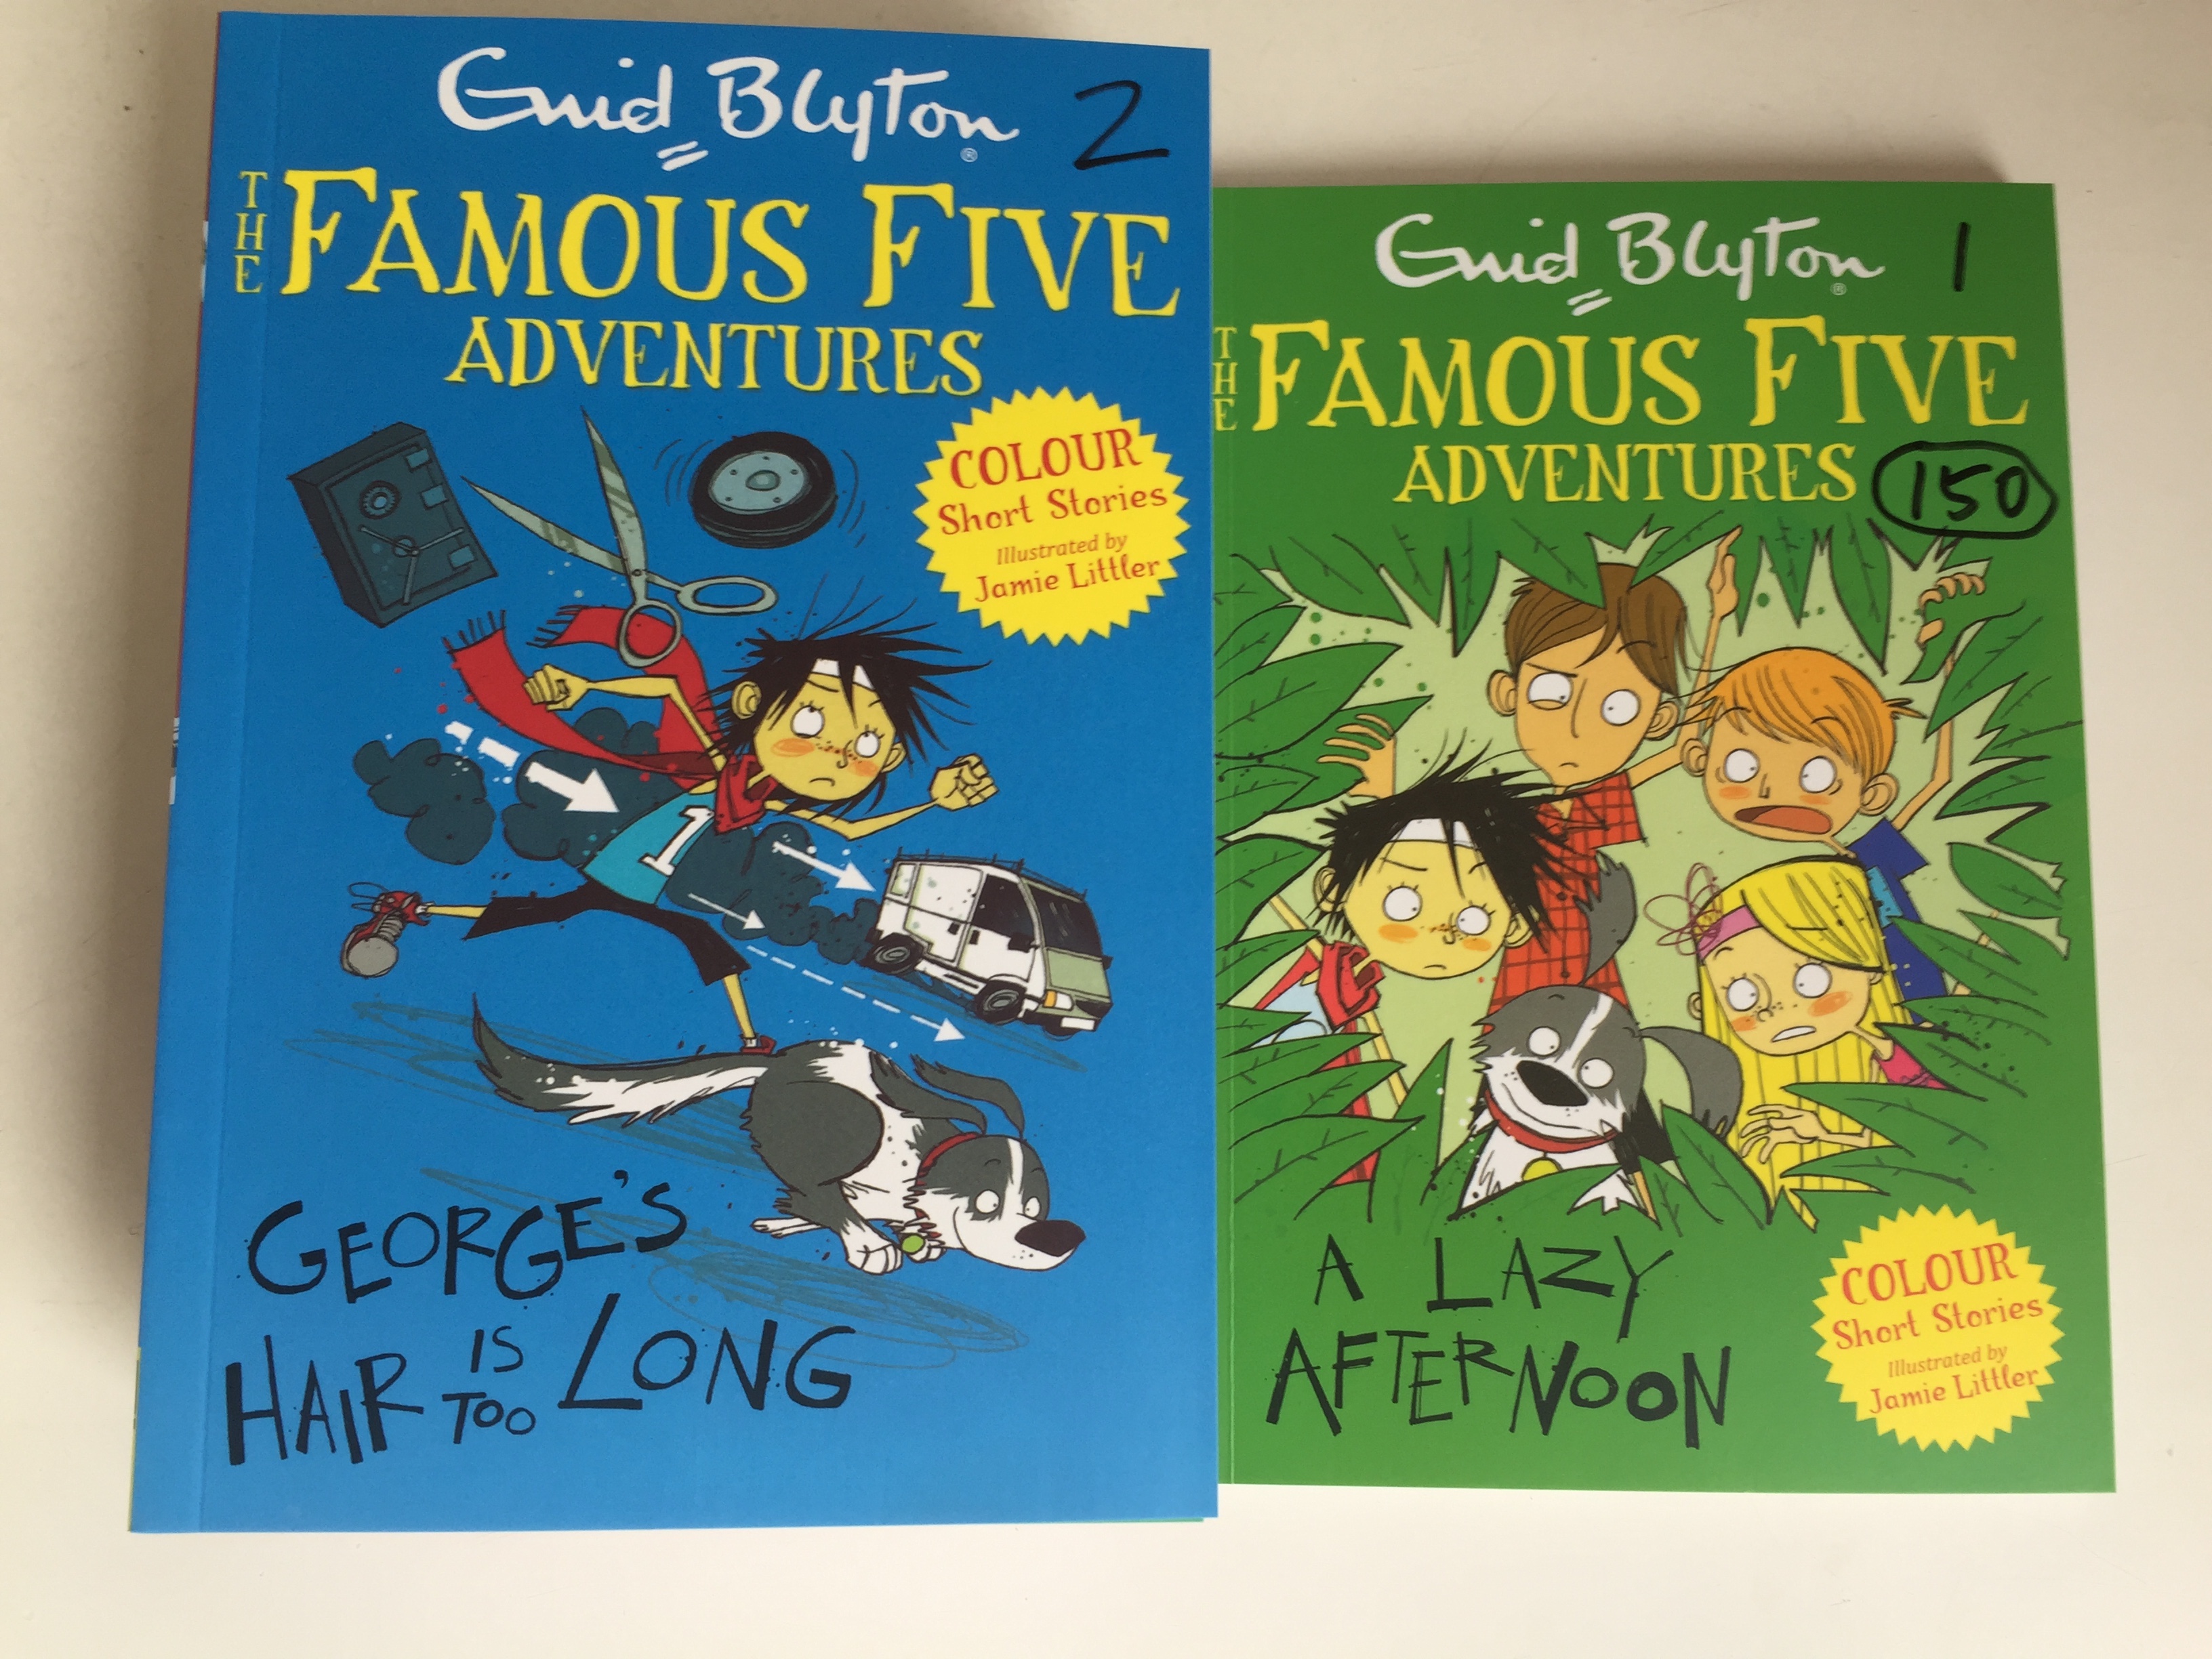 Enid Blyton®
2
THE FAMOUS FIVE
ADVENTURES
COLOUR
Short Stories
Illustrated by
Jamie Littler
1
GEORGE'S
HAIR IS TOO LONG
Enid Blyton®
1
THE FAMOUS FIVE
ADVENTURES
150
A LAZY
AFTERNOON
COLOUR
Short Stories
Illustrated by
Jamie Littler